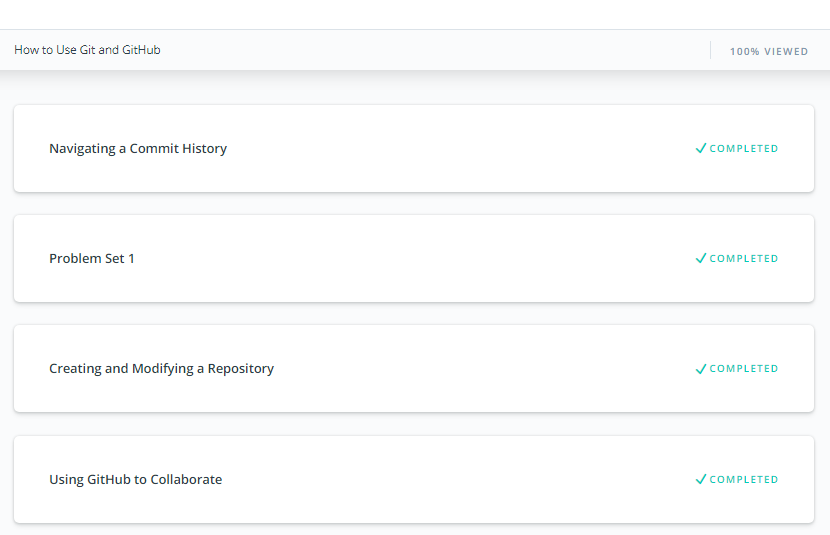 How to Use Git and GitHub
100% VIEWED
Navigating a Commit History
COMPLETED
Problem Set 1
COMPLETED
Creating and Modifying a Repository
COMPLETED
Using GitHub to Collaborate
COMPLETED